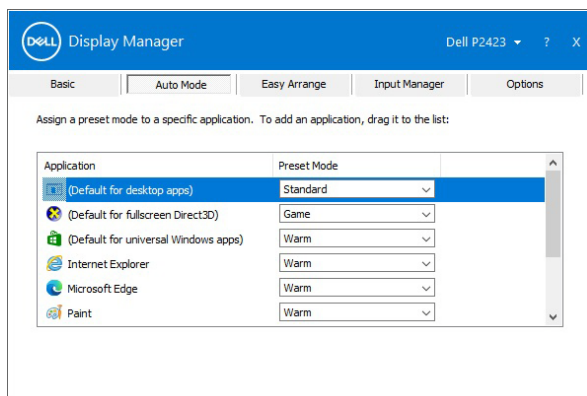 DELL Display Manager Dell P2423 ? X
Basic Auto Mode Easy Arrange Input Manager Options
Assign a preset mode to a specific application. To add an application, drag it to the list:
Application Preset Mode
(Default for desktop apps) Standard
(Default for fullscreen Direct3D) Game
(Default for universal Windows apps) Warm
Internet Explorer Warm
Microsoft Edge Warm
Paint Warm